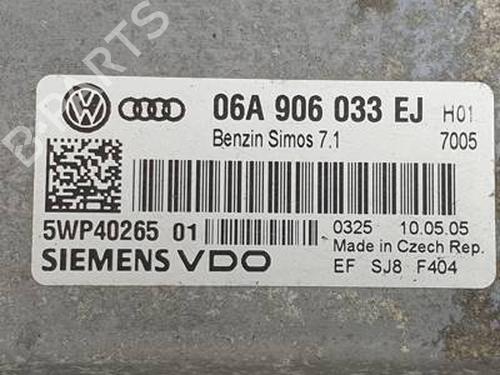 B-PARTS
06A 906 033 EJ H01
Benzin Simos 7.1 7005
5WP40265 01 0325 10.05.05
Made in Czech Rep.
SIEMENS VDO EF SJ8 F404